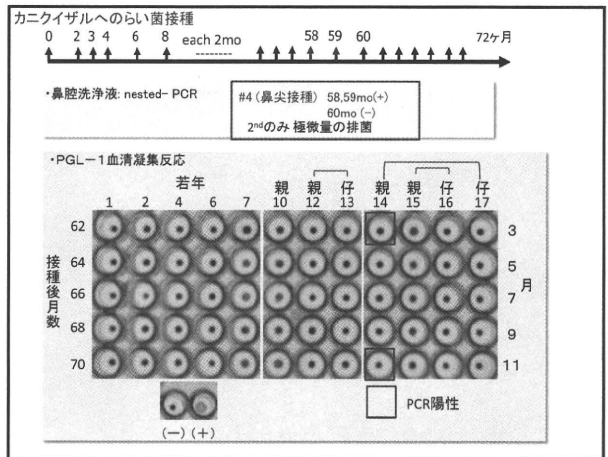 カニクイザルへのらい菌接種
0 2 3 4 6 8 each 2mo 58 59 60 72ヶ月
・鼻腔洗浄液: nested- PCR
#4 (鼻尖接種) 58,59mo(+)
60mo (-)
2ndのみ 極微量の排菌
・PGL-1血清凝集反応
若年
親 親 仔 親 親 仔 仔
1 2 4 6 7 10 12 13 14 15 16 17
62 3
64 5
66 7
68 9
70 11
接種後月数
月
(-) (+)
PCR陽性